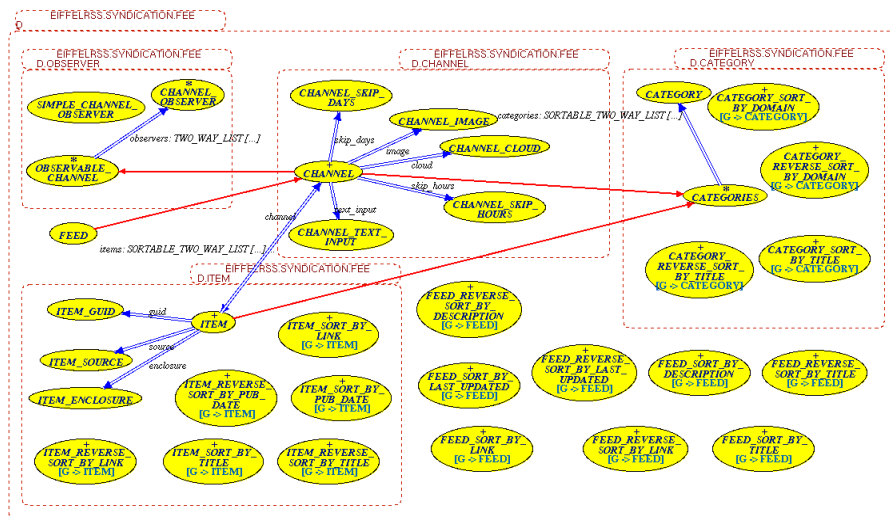 EIFFELRSS.SYNDICATION.FEE
D
EIFFELRSS.SYNDICATION.FEE
D.OBSERVER
*
CHANNEL_
OBSERVER
SIMPLE_CHANNEL_
OBSERVER
observers: TWO_WAY_LIST [...]
*
OBSERVABLE_
CHANNEL
FEED
EIFFELRSS.SYNDICATION.FEE
D.CHANNEL
CHANNEL_SKIP_
DAYS
CHANNEL_IMAGE
CHANNEL_CLOUD
skip_days
image
cloud
+
CHANNEL
skip_hours
CHANNEL_SKIP_
HOURS
text_input
CHANNEL_TEXT_
INPUT
channel
items: SORTABLE_TWO_WAY_LIST [...]
categories: SORTABLE_TWO_WAY_LIST [...]
EIFFELRSS.SYNDICATION.FEE
D.CATEGORY
CATEGORY
+
CATEGORY_SORT_
BY_DOMAIN
[G -> CATEGORY]
+
CATEGORY_
REVERSE_SORT_
BY_DOMAIN
[G -> CATEGORY]
*
CATEGORIES
+
CATEGORY_
REVERSE_SORT_
BY_TITLE
[G -> CATEGORY]
+
CATEGORY_SORT_
BY_TITLE
[G -> CATEGORY]
EIFFELRSS.SYNDICATION.FEE
D.ITEM
ITEM_GUID
guid
+
ITEM
source
ITEM_SOURCE
enclosure
ITEM_ENCLOSURE
+
ITEM_SORT_BY_
LINK
[G -> ITEM]
+
ITEM_REVERSE_
SORT_BY_PUB_
DATE
[G -> ITEM]
+
ITEM_SORT_BY_
PUB_DATE
[G -> ITEM]
+
ITEM_REVERSE_
SORT_BY_LINK
[G -> ITEM]
+
ITEM_SORT_BY_
TITLE
[G -> ITEM]
+
ITEM_REVERSE_
SORT_BY_TITLE
[G -> ITEM]
+
FEED_REVERSE_
SORT_BY_
DESCRIPTION
[G -> FEED]
+
FEED_SORT_BY_
LAST_UPDATED
[G -> FEED]
+
FEED_REVERSE_
SORT_BY_LAST_
UPDATED
[G -> FEED]
+
FEED_SORT_BY_
DESCRIPTION
[G -> FEED]
+
FEED_REVERSE_
SORT_BY_TITLE
[G -> FEED]
+
FEED_SORT_BY_
LINK
[G -> FEED]
+
FEED_REVERSE_
SORT_BY_LINK
[G -> FEED]
+
FEED_SORT_BY_
TITLE
[G -> FEED]